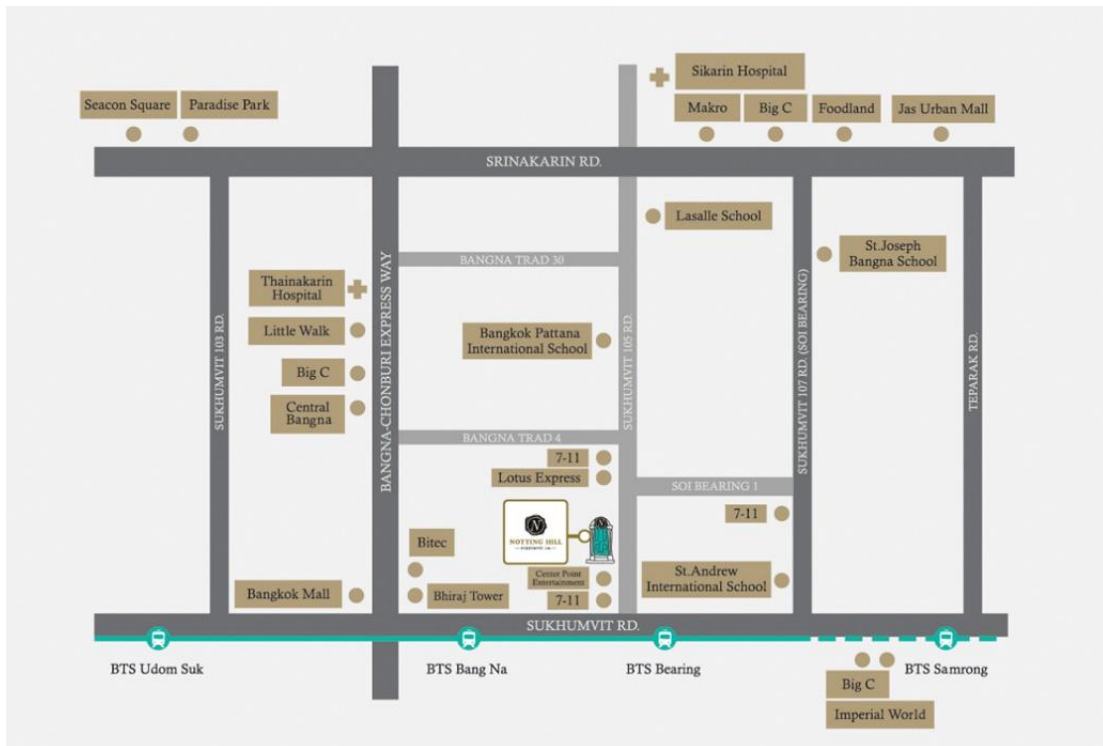 Sikarin Hospital
Seacon Square
Paradise Park
Makro
Big C
Foodland
Jas Urban Mall
SRINAKARIN RD.
Lasalle School
St.Joseph
Bangna School
BANGNA TRAD 30
Thainakarin
Hospital
Little Walk
Big C
Central
Bangna
SUKHUMVIT 103 RD.
BANGNA-CHONBURI EXPRESS WAY
Bangkok Pattana
International School
SUKHUMVIT 105 RD.
SUKHUMVIT 107 RD. (SOI BEARING)
TEPARAK RD.
BANGNA TRAD 4
7-11
Lotus Express
SOI BEARING 1
7-11
N
NOTTING HILL
N
Bitec
Center Point
Entertainment
St.Andrew
International School
Bangkok Mall
Bhiraj Tower
7-11
SUKHUMVIT RD.
BTS Udom Suk
BTS Bang Na
BTS Bearing
BTS Samrong
Big C
Imperial World